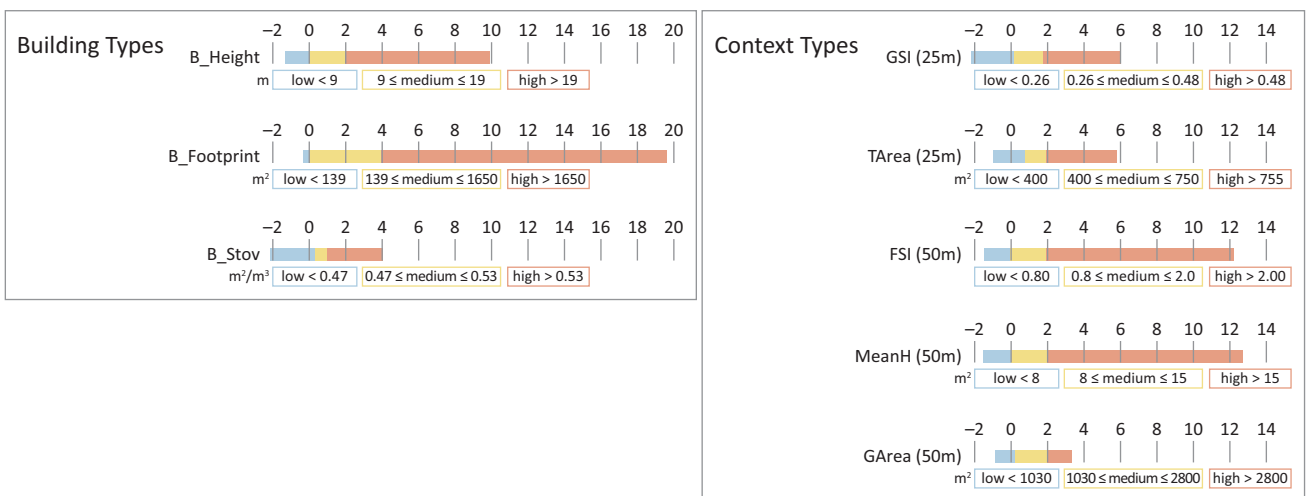 Building Types
−2 0 2 4 6 8 10 12 14 16 18 20
B_Height
m low < 9 9 ≤ medium ≤ 19 high > 19
−2 0 2 4 6 8 10 12 14 16 18 20
B_Footprint
m² low < 139 139 ≤ medium ≤ 1650 high > 1650
−2 0 2 4 6 8 10 12 14 16 18 20
B_Stov
m²/m³ low < 0.47 0.47 ≤ medium ≤ 0.53 high > 0.53
Context Types
−2 0 2 4 6 8 10 12 14
GSI (25m)
low < 0.26 0.26 ≤ medium ≤ 0.48 high > 0.48
−2 0 2 4 6 8 10 12 14
TArea (25m)
m² low < 400 400 ≤ medium ≤ 750 high > 755
−2 0 2 4 6 8 10 12 14
FSI (50m)
low < 0.80 0.8 ≤ medium ≤ 2.0 high > 2.00
−2 0 2 4 6 8 10 12 14
MeanH (50m)
m² low < 8 8 ≤ medium ≤ 15 high > 15
−2 0 2 4 6 8 10 12 14
GArea (50m)
m² low < 1030 1030 ≤ medium ≤ 2800 high > 2800